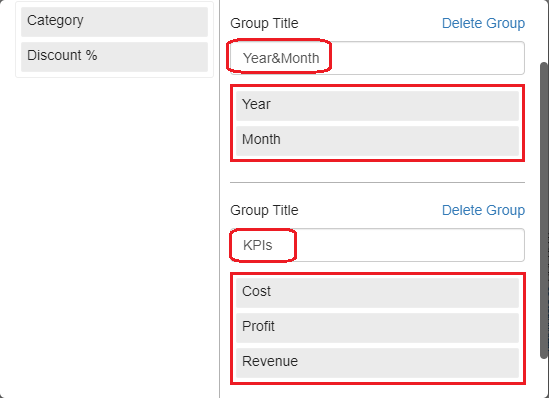 Category
Discount %
Group Title
Delete Group
Year&Month
Year
Month
Group Title
Delete Group
KPIs
Cost
Profit
Revenue